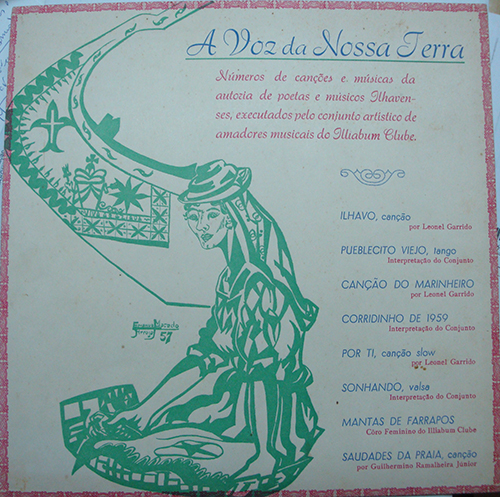 A Voz da Nossa Terra
Números de canções e músicas da
autoria de poetas e músicos Ilhaven-
ses, executados pelo conjunto artístico de
amadores musicais do Illiabum Clube.
ILHAVO, canção
por Leonel Garrido
PUEBLECITO VIEJO, tango
Interpretação do Conjunto
CANÇÃO DO MARINHEIRO
por Leonel Garrido
CORRIDINHO DE 1959
Interpretação do Conjunto
POR TI, canção slow
por Leonel Garrido
SONHANDO, valsa
Interpretação do Conjunto
MANTAS DE FARRAPOS
Côro Feminino do Illiabum Clube
SAUDADES DA PRAIA, canção
por Guilhermino Ramalheira Júnior
57